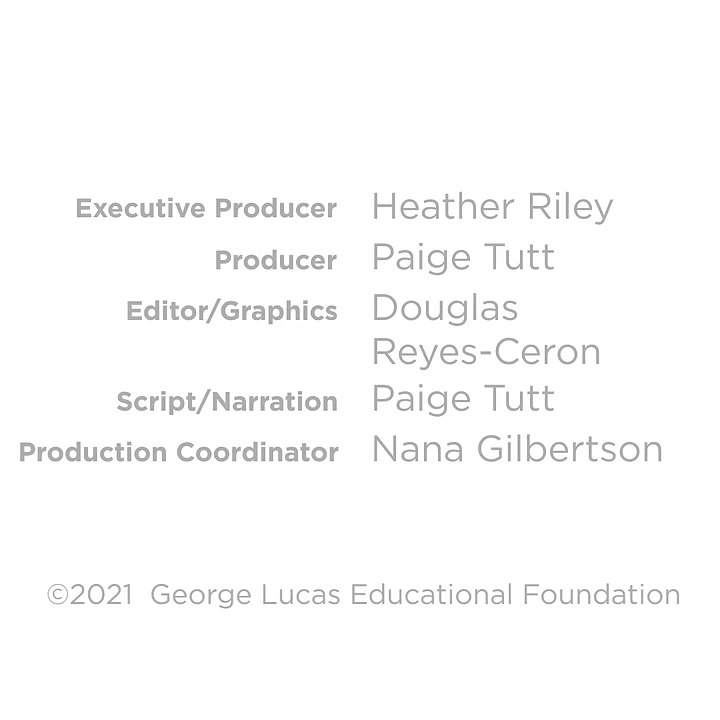 Executive Producer Heather Riley
Producer Paige Tutt
Editor/Graphics Douglas
Reyes-Ceron
Script/Narration Paige Tutt
Production Coordinator Nana Gilbertson
©2021 George Lucas Educational Foundation